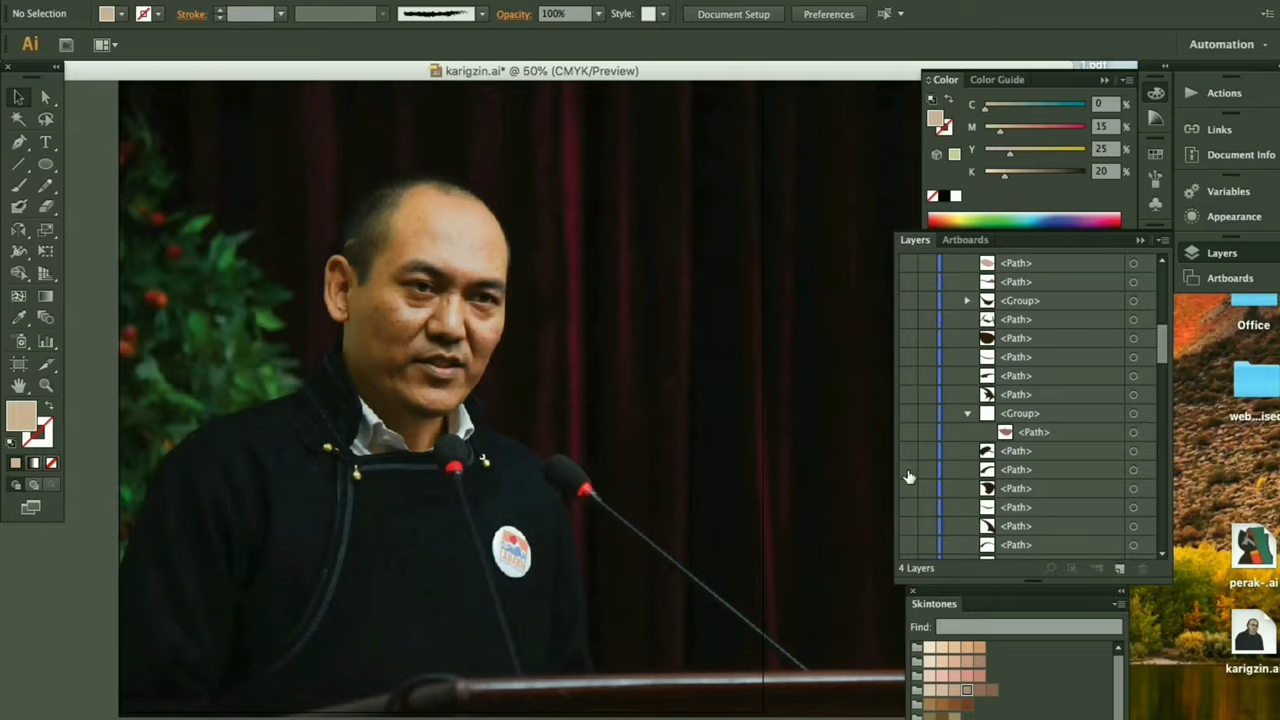 No Selection Stroke: Opacity: 100% Style: Document Setup Preferences
Ai Br Automation
karigzin.ai* @ 50% (CMYK/Preview)
1.pdf
Color Color Guide
C 0 %
M 15 %
Y 25 %
K 20 %
Actions
Links
Document Info
Variables
Appearance
Layers
Artboards
Layers Artboards
<Path>
<Path>
<Group>
<Path>
<Path>
<Path>
<Path>
<Path>
<Group>
<Path>
<Path>
<Path>
<Path>
<Path>
<Path>
<Path>
4 Layers
Skintones
Find:
Office
perak-.ai
karigzin.a